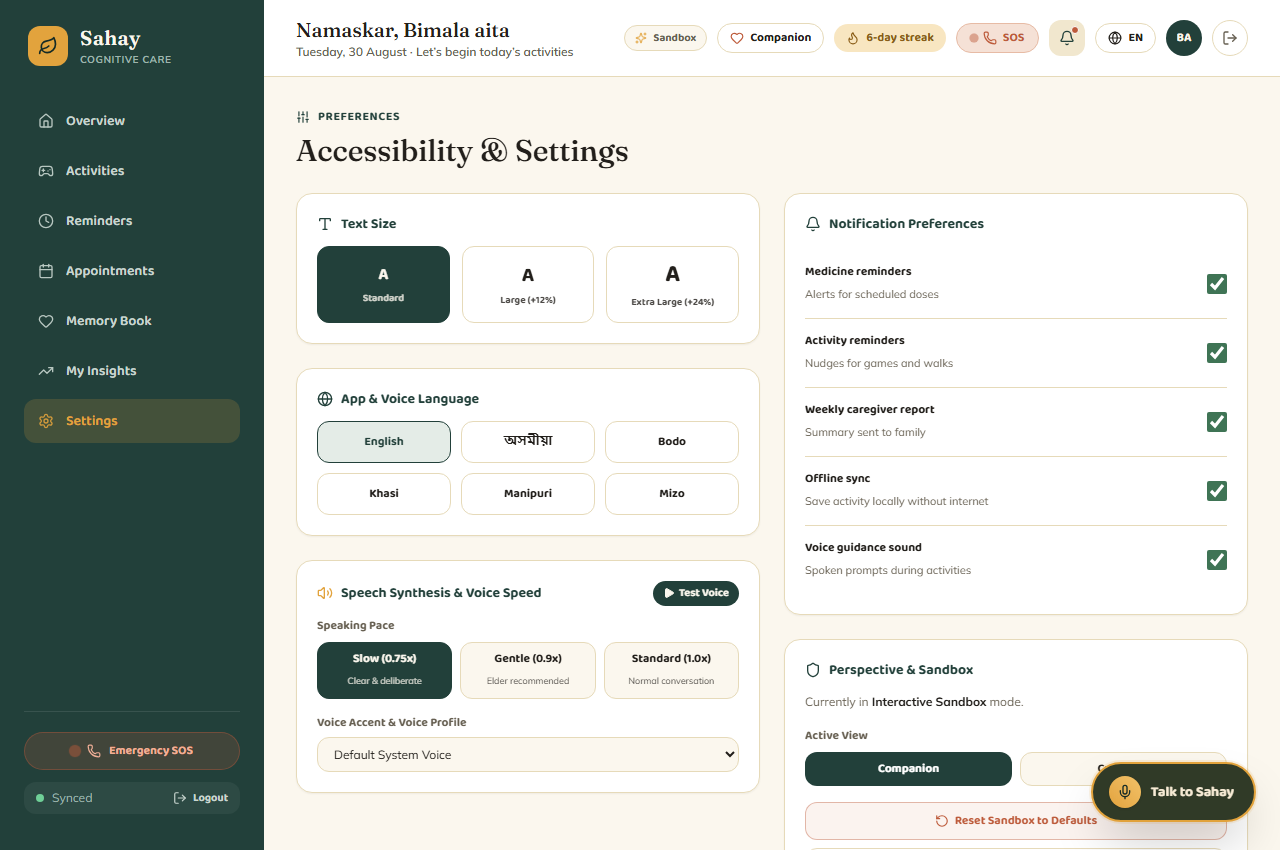 Sahay
COGNITIVE CARE
Overview
Activities
Reminders
Appointments
Memory Book
My Insights
Settings
Emergency SOS
Synced
Logout
Namaskar, Bimala aita
Tuesday, 30 August · Let's begin today's activities
Sandbox
Companion
6-day streak
SOS
EN
BA
PREFERENCES
Accessibility & Settings
Text Size
A
Standard
A
Large (+12%)
A
Extra Large (+24%)
App & Voice Language
English
অসমীয়া
Bodo
Khasi
Manipuri
Mizo
Speech Synthesis & Voice Speed
Test Voice
Speaking Pace
Slow (0.75x)
Clear & deliberate
Gentle (0.9x)
Elder recommended
Standard (1.0x)
Normal conversation
Voice Accent & Voice Profile
Default System Voice
Notification Preferences
Medicine reminders
Alerts for scheduled doses
Activity reminders
Nudges for games and walks
Weekly caregiver report
Summary sent to family
Offline sync
Save activity locally without internet
Voice guidance sound
Spoken prompts during activities
Perspective & Sandbox
Currently in Interactive Sandbox mode.
Active View
Companion
Reset Sandbox to Defaults
Talk to Sahay